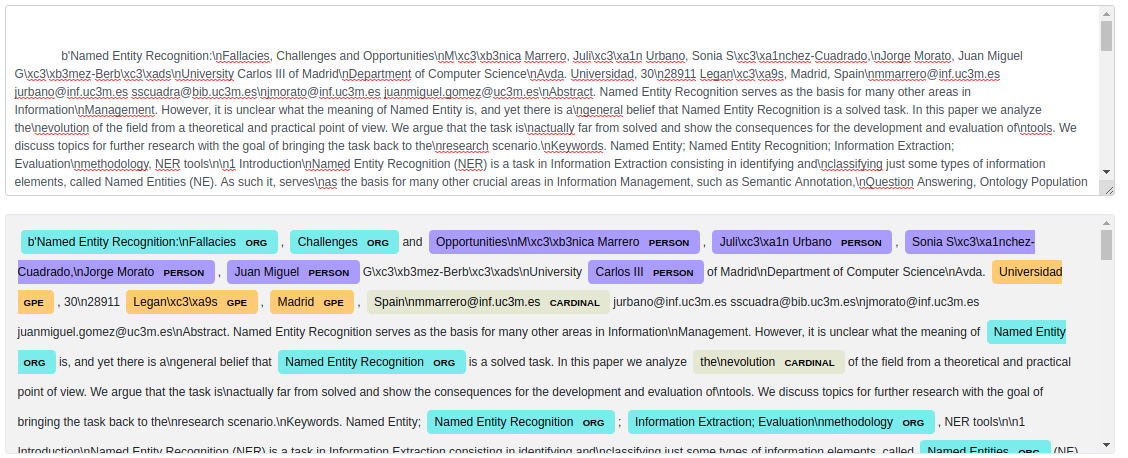 b'Named Entity Recognition:\nFallacies, Challenges and Opportunities\nM\xc3\xb3nica Marrero, Juli\xc3\xa1n Urbano, Sonia S\xc3\xa1nchez-Cuadrado,\nJorge Morato, Juan Miguel
G\xc3\xb3mez-Berb\xc3\xads\nUniversity Carlos III of Madrid\nDepartment of Computer Science\nAvda. Universidad, 30\n28911 Legan\xc3\xa9s, Madrid, Spain\nmmarrero@inf.uc3m.es
jurbano@inf.uc3m.es sscuadra@bib.uc3m.es\njmorato@inf.uc3m.es juanmiguel.gomez@uc3m.es\nAbstract. Named Entity Recognition serves as the basis for many other areas in
Information\nManagement. However, it is unclear what the meaning of Named Entity is, and yet there is a\ngeneral belief that Named Entity Recognition is a solved task. In this paper we analyze
the\nevolution of the field from a theoretical and practical point of view. We argue that the task is\nactually far from solved and show the consequences for the development and evaluation of\ntools. We
discuss topics for further research with the goal of bringing the task back to the\nresearch scenario.\nKeywords. Named Entity; Named Entity Recognition; Information Extraction;
Evaluation\nmethodology, NER tools\n\n1 Introduction\nNamed Entity Recognition (NER) is a task in Information Extraction consisting in identifying and\nclassifying just some types of information
elements, called Named Entities (NE). As such it, serves\nas the basis for many other crucial areas in Information Management, such as Semantic Annotation,\nQuestion Answering, Ontology Population
b'Named Entity Recognition:\nFallacies ORG , Challenges ORG and Opportunities\nM\xc3\xb3nica Marrero PERSON , Juli\xc3\xa1n Urbano PERSON , Sonia S\xc3\xa1nchez-
Cuadrado,\nJorge Morato PERSON , Juan Miguel PERSON G\xc3\xb3mez-Berb\xc3\xads\nUniversity Carlos III PERSON of Madrid\nDepartment of Computer Science\nAvda. Universidad
GPE , 30\n28911 Legan\xc3\xa9s GPE , Madrid GPE , Spain\nmmarrero@inf.uc3m.es CARDINAL jurbano@inf.uc3m.es sscuadra@bib.uc3m.es\njmorato@inf.uc3m.es
juanmiguel.gomez@uc3m.es\nAbstract. Named Entity Recognition serves as the basis for many other areas in Information\nManagement. However, it is unclear what the meaning of Named Entity
ORG is, and yet there is a\ngeneral belief that Named Entity Recognition ORG is a solved task. In this paper we analyze the\nevolution CARDINAL of the field from a theoretical and practical
point of view. We argue that the task is\nactually far from solved and show the consequences for the development and evaluation of\ntools. We discuss topics for further research with the goal of
bringing the task back to the\nresearch scenario.\nKeywords. Named Entity; Named Entity Recognition ORG ; Information Extraction; Evaluation\nmethodology ORG , NER tools\n\n1
Introduction\nNamed Entity Recognition (NER) is a task in Information Extraction consisting in identifying and\nclassifying just some types of information elements, called Named Entities ORG (NE)